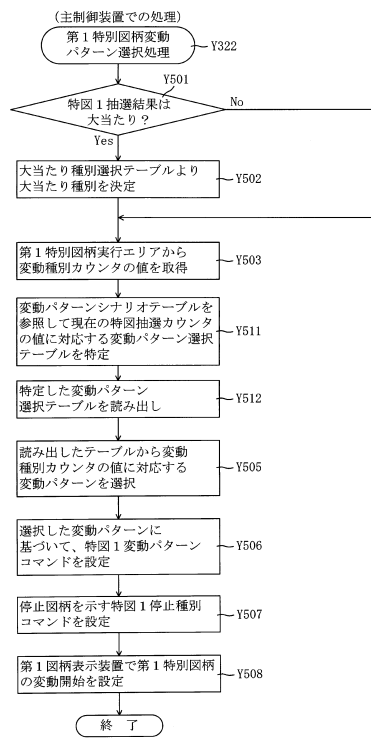 (主制御装置での処理)
第1特別図柄変動
パターン選択処理
Y322
Y501
特図1抽選結果は
大当たり?
No
Yes
大当たり種別選択テーブルより
大当たり種別を決定
Y502
第1特別図柄実行エリアから
変動種別カウンタの値を取得
Y503
変動パターンシナリオテーブルを
参照して現在の特図抽選カウンタ
の値に対応する変動パターン選択
テーブルを特定
Y511
特定した変動パターン
選択テーブルを読み出し
Y512
読み出したテーブルから変動
種別カウンタの値に対応する
変動パターンを選択
Y505
選択した変動パターンに
基づいて、特図1変動パターン
コマンドを設定
Y506
停止図柄を示す特図1停止種別
コマンドを設定
Y507
第1図柄表示装置で第1特別図柄
の変動開始を設定
Y508
終 了